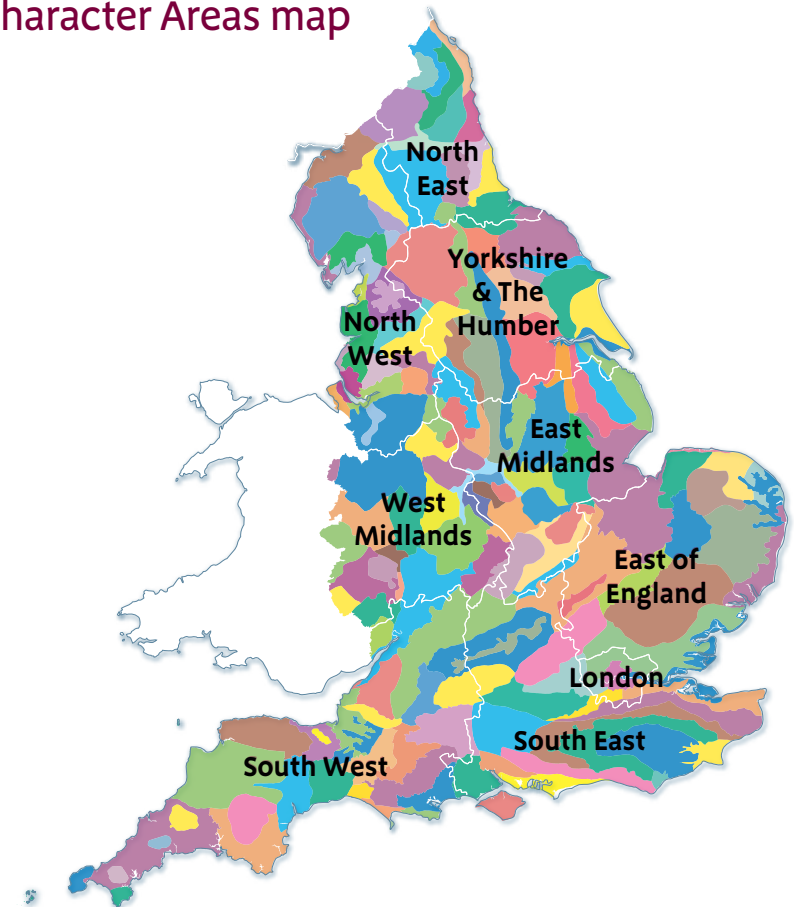 haracter Areas map
North
East
Yorkshire
& The
Humber
North
West
East
Midlands
West
Midlands
East of
England
London
South East
South West